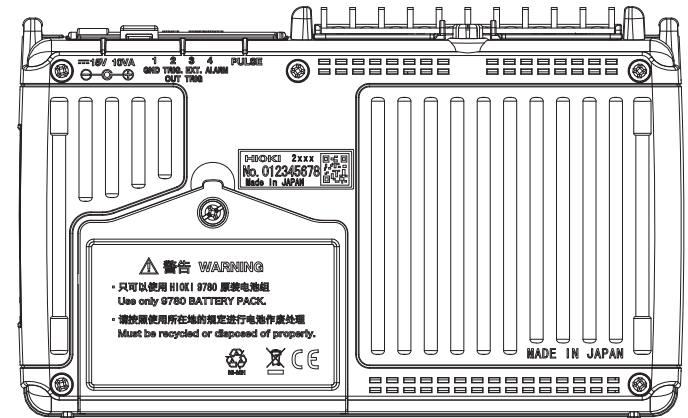 ⎓15V 10VA
1 2 3 4 PULSE
GND TRIG. EXT. ALARM
OUT TRIG
HIOKI 2xxx
No. 012345678
Made in JAPAN
⚠ 警告 WARNING
・只可以使用 HIOKI 9780 原装电池组
Use only 9780 BATTERY PACK.
・请按照使用所在地的规定进行电池作废处理
Must be recycled or disposed of properly.
Ni-MH
CE
MADE IN JAPAN